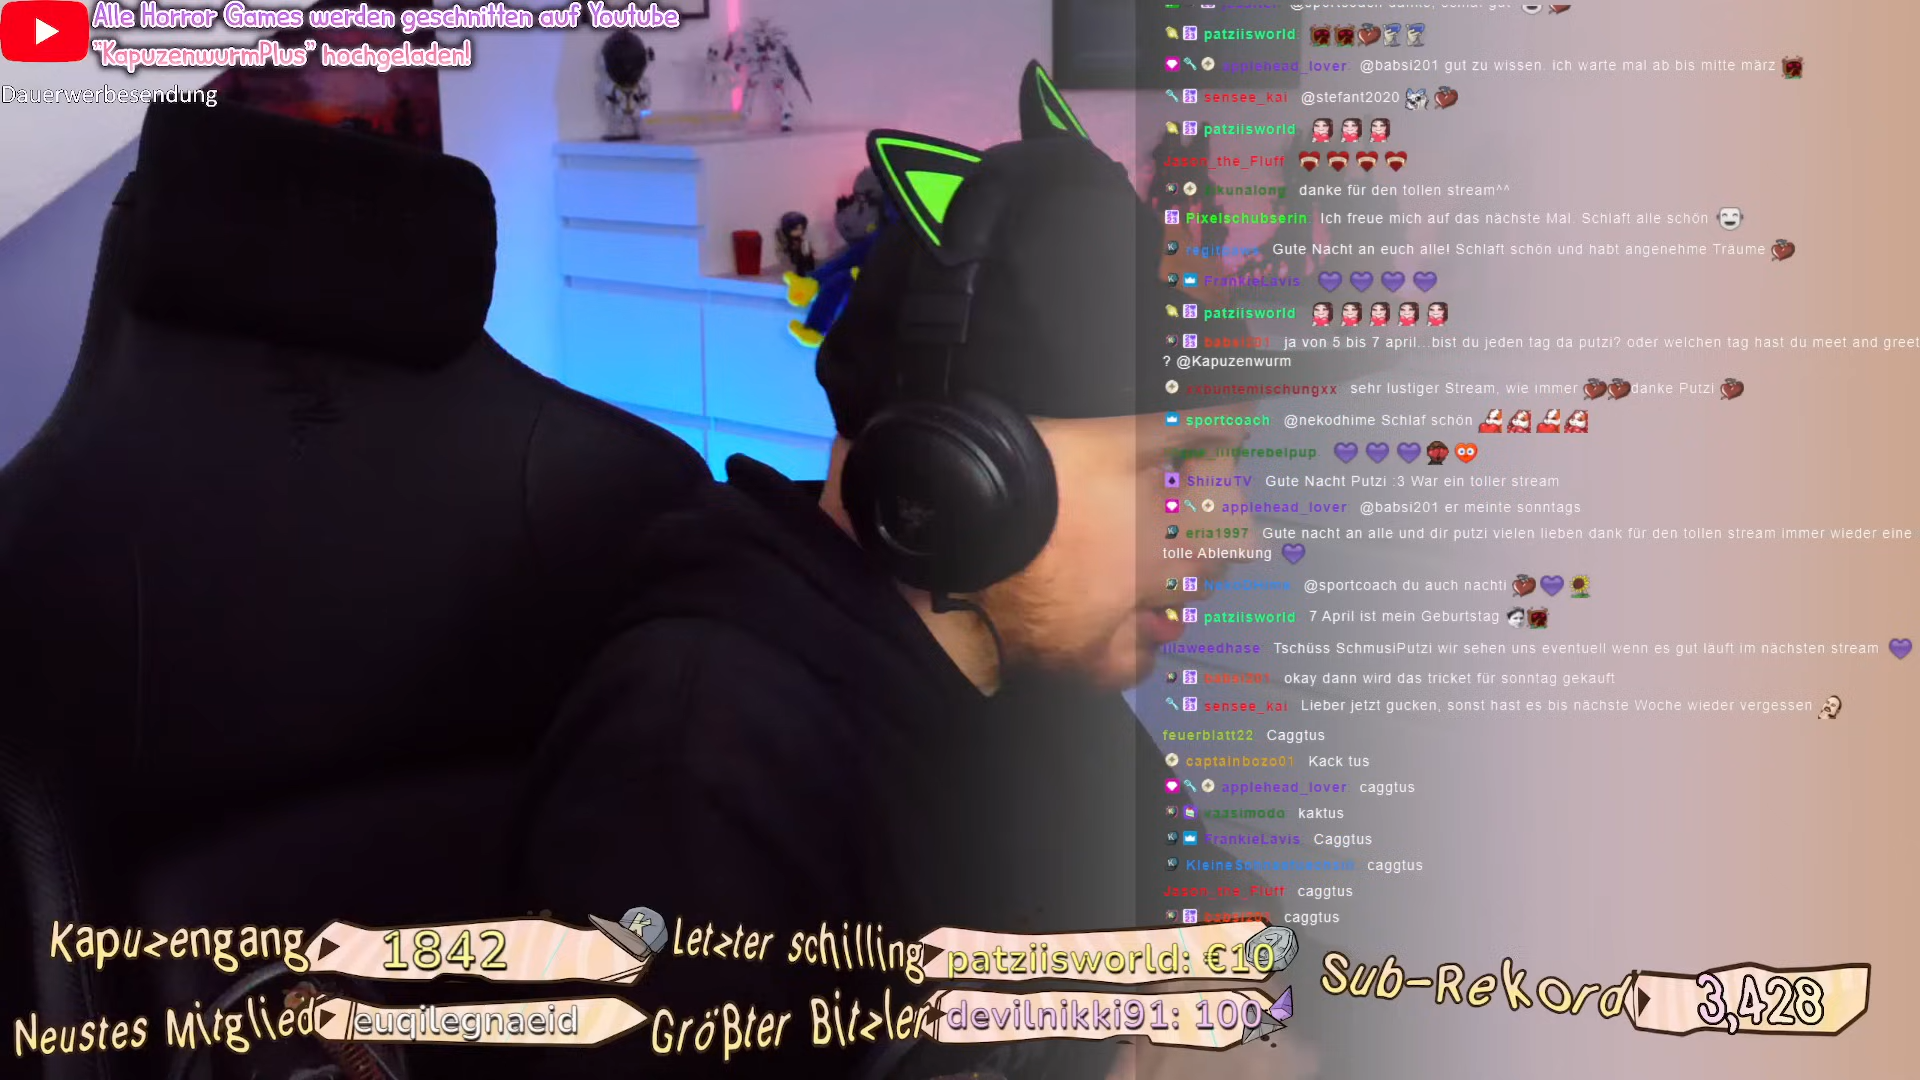 Alle Horror Games werden geschnitten auf Youtube
"KapuzenwurmPlus" hochgeladen!
Dauerwerbesendung
patziisworld
applehead_lover @babsi201 gut zu wissen. ich warte mal ab bis mitte märz
sensee_kai @stefant2020
patziisworld
Jason_the_Fluff
danke für den tollen stream^^
Pixelschubserin Ich freue mich auf das nächste Mal. Schlaft alle schön
Gute Nacht an euch alle! Schlaft schön und habt angenehme Träume
FrankieLavis
patziisworld
babsi201 ja von 5 bis 7 april...bist du jeden tag da putzi? oder welchen tag hast du meet and greet
? @Kapuzenwurm
xxbuntemischungxx sehr lustiger Stream, wie immer danke Putzi
sportcoach @nekodhime Schlaf schön
ShiizuTV Gute Nacht Putzi :3 War ein toller stream
applehead_lover @babsi201 er meinte sonntags
eria1997 Gute nacht an alle und dir putzi vielen lieben dank für den tollen stream immer wieder eine
tolle Ablenkung
@sportcoach du auch nachti
patziisworld 7 April ist mein Geburtstag
lilaweedhase Tschüss SchmusiPutzi wir sehen uns eventuell wenn es gut läuft im nächsten stream
babsi201 okay dann wird das tricket für sonntag gekauft
sensee_kai Lieber jetzt gucken, sonst hast es bis nächste Woche wieder vergessen
feuerblatt22 Caggtus
captainbozo01 Kack tus
applehead_lover caggtus
vaasimodo kaktus
FrankieLavis Caggtus
caggtus
Jason_the_Fluff caggtus
babsi201 caggtus
Kapuzengang 1842
Letzter schilling patziisworld: €10
Sub-Rekord 3,428
Neustes Mitglied euqilegnaeid
Größter Bitzler devilnikki91: 100